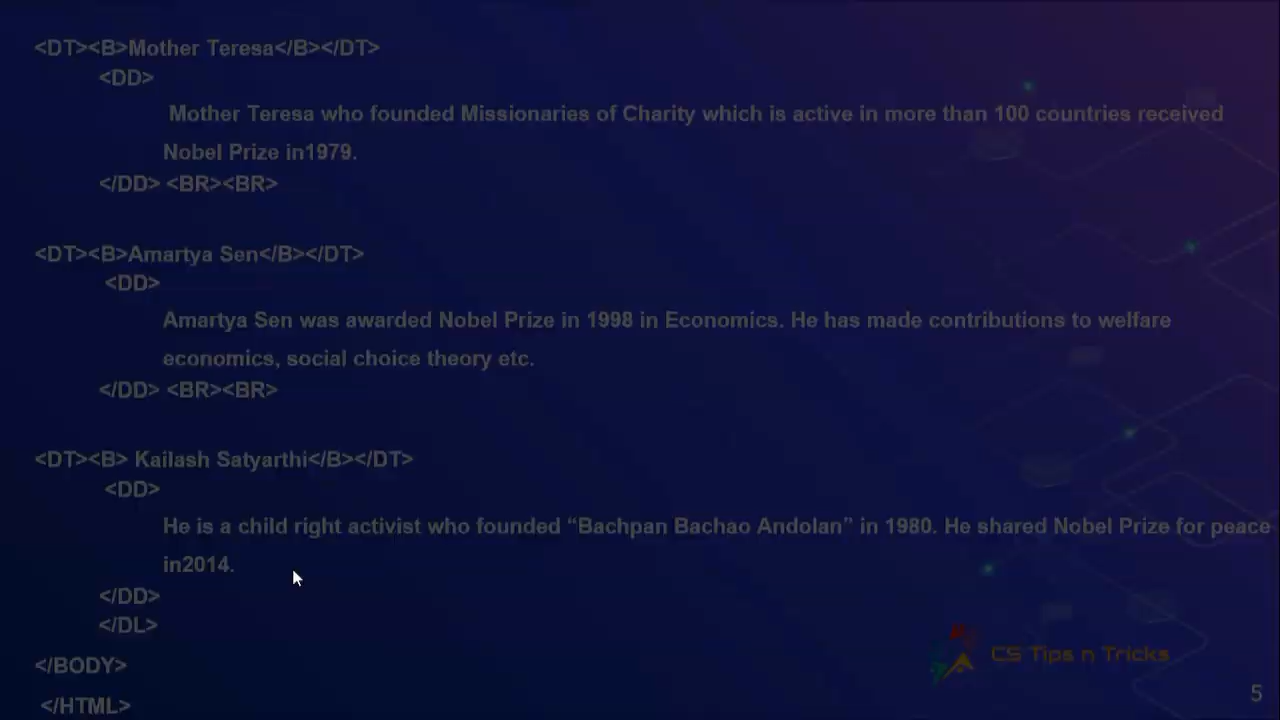 <DT><B>Mother Teresa</B></DT>
<DD>
Mother Teresa who founded Missionaries of Charity which is active in more than 100 countries received
Nobel Prize in1979.
</DD> <BR><BR>
<DT><B>Amartya Sen</B></DT>
<DD>
Amartya Sen was awarded Nobel Prize in 1998 in Economics. He has made contributions to welfare
economics, social choice theory etc.
</DD> <BR><BR>
<DT><B> Kailash Satyarthi</B></DT>
<DD>
He is a child right activist who founded “Bachpan Bachao Andolan” in 1980. He shared Nobel Prize for peace
in2014.
</DD>
</DL>
</BODY>
</HTML>
CS Tips n Tricks
5